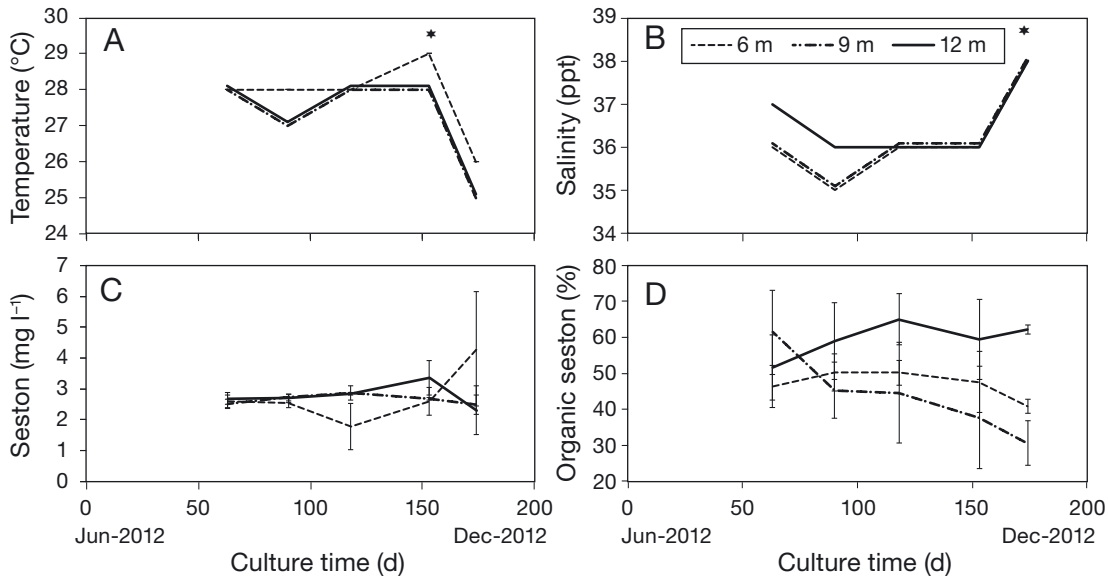 A
Temperature (°C)
30
29
28
27
26
25
24
*
B
6 m
9 m
12 m
Salinity (ppt)
39
38
37
36
35
34
*
C
Seston (mg l⁻¹)
7
6
5
4
3
2
1
0
0 50 100 150 200
Jun-2012 Dec-2012
Culture time (d)
D
Organic seston (%)
80
70
60
50
40
30
20
0 50 100 150 200
Jun-2012 Dec-2012
Culture time (d)